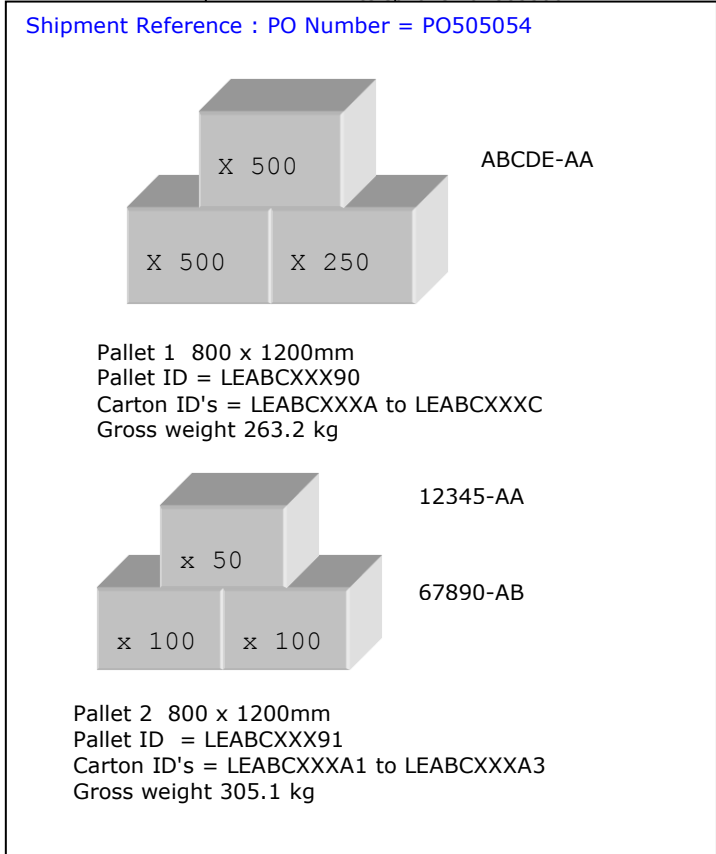 Shipment Reference : PO Number = PO505054
X 500
ABCDE-AA
X 500
X 250
Pallet 1 800 x 1200mm
Pallet ID = LEABCXXX90
Carton ID's = LEABCXXXA to LEABCXXXC
Gross weight 263.2 kg
12345-AA
x 50
67890-AB
x 100
x 100
Pallet 2 800 x 1200mm
Pallet ID = LEABCXXX91
Carton ID's = LEABCXXXA1 to LEABCXXXA3
Gross weight 305.1 kg